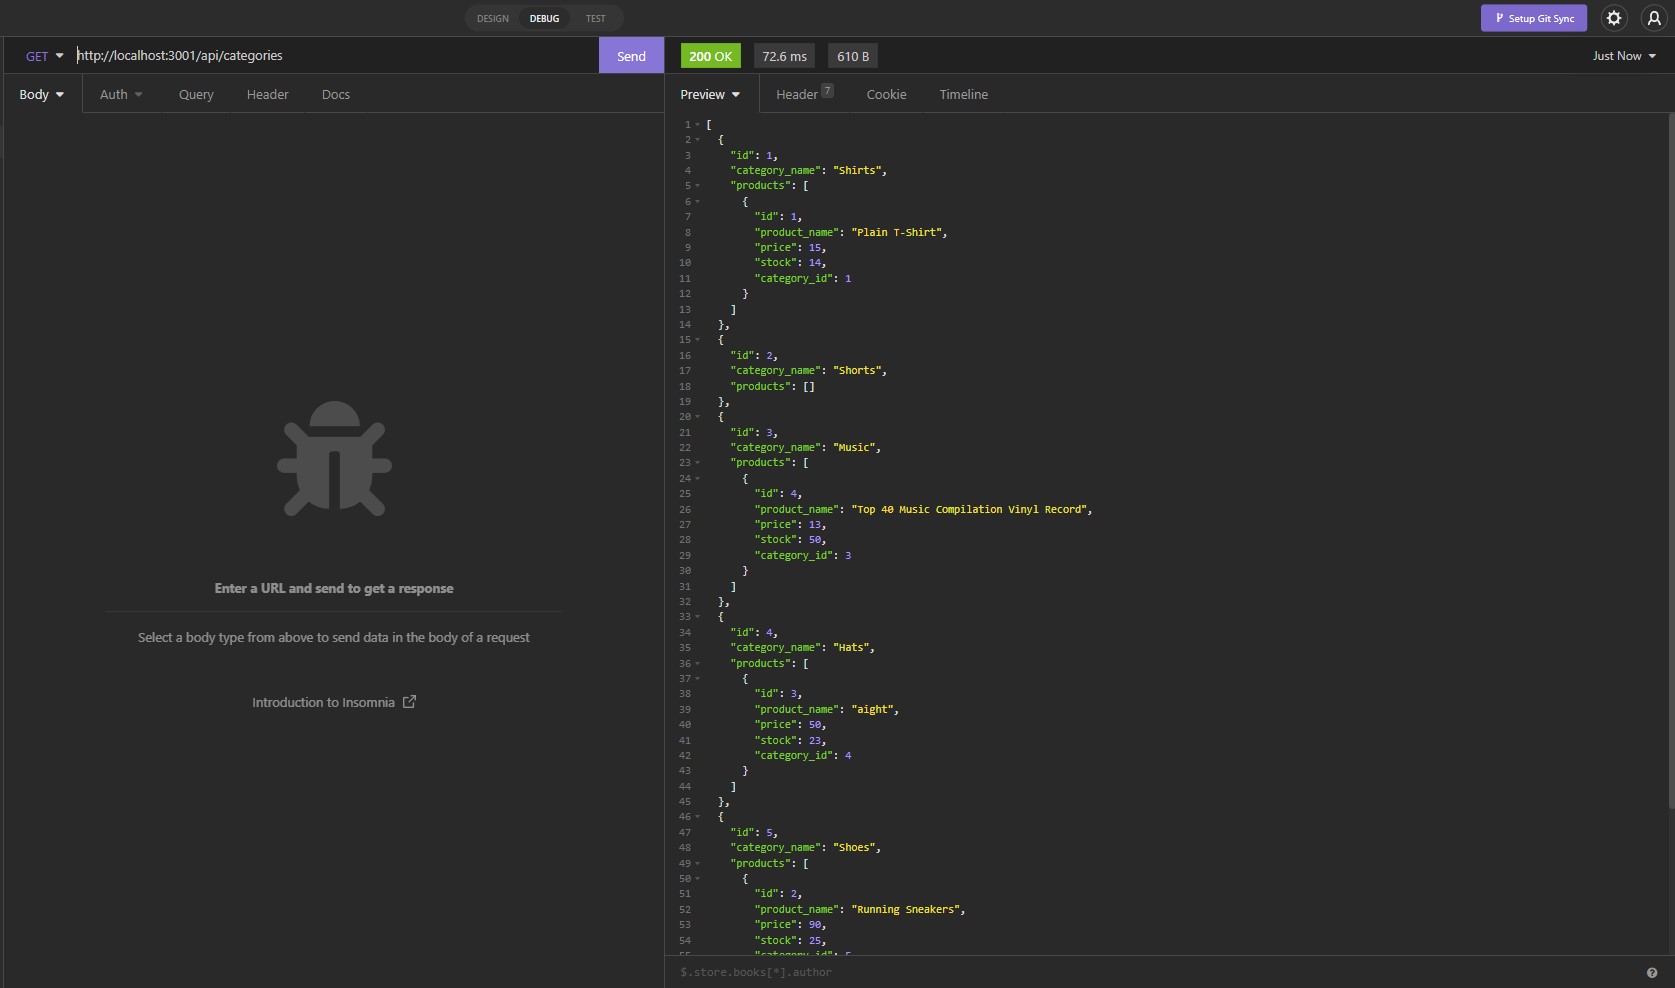 DESIGN DEBUG TEST
Setup Git Sync
GET http://localhost:3001/api/categories Send
200 OK 72.6 ms 610 B Just Now
Body Auth Query Header Docs
Preview Header 7 Cookie Timeline
Enter a URL and send to get a response
Select a body type from above to send data in the body of a request
Introduction to Insomnia
1 [
2 {
3 "id": 1,
4 "category_name": "Shirts",
5 "products": [
6 {
7 "id": 1,
8 "product_name": "Plain T-Shirt",
9 "price": 15,
10 "stock": 14,
11 "category_id": 1
12 }
13 ]
14 },
15 {
16 "id": 2,
17 "category_name": "Shorts",
18 "products": []
19 },
20 {
21 "id": 3,
22 "category_name": "Music",
23 "products": [
24 {
25 "id": 4,
26 "product_name": "Top 40 Music Compilation Vinyl Record",
27 "price": 13,
28 "stock": 50,
29 "category_id": 3
30 }
31 ]
32 },
33 {
34 "id": 4,
35 "category_name": "Hats",
36 "products": [
37 {
38 "id": 3,
39 "product_name": "aight",
40 "price": 50,
41 "stock": 23,
42 "category_id": 4
43 }
44 ]
45 },
46 {
47 "id": 5,
48 "category_name": "Shoes",
49 "products": [
50 {
51 "id": 2,
52 "product_name": "Running Sneakers",
53 "price": 90,
54 "stock": 25,
55 "category_id": 5
$.store.books[*].author